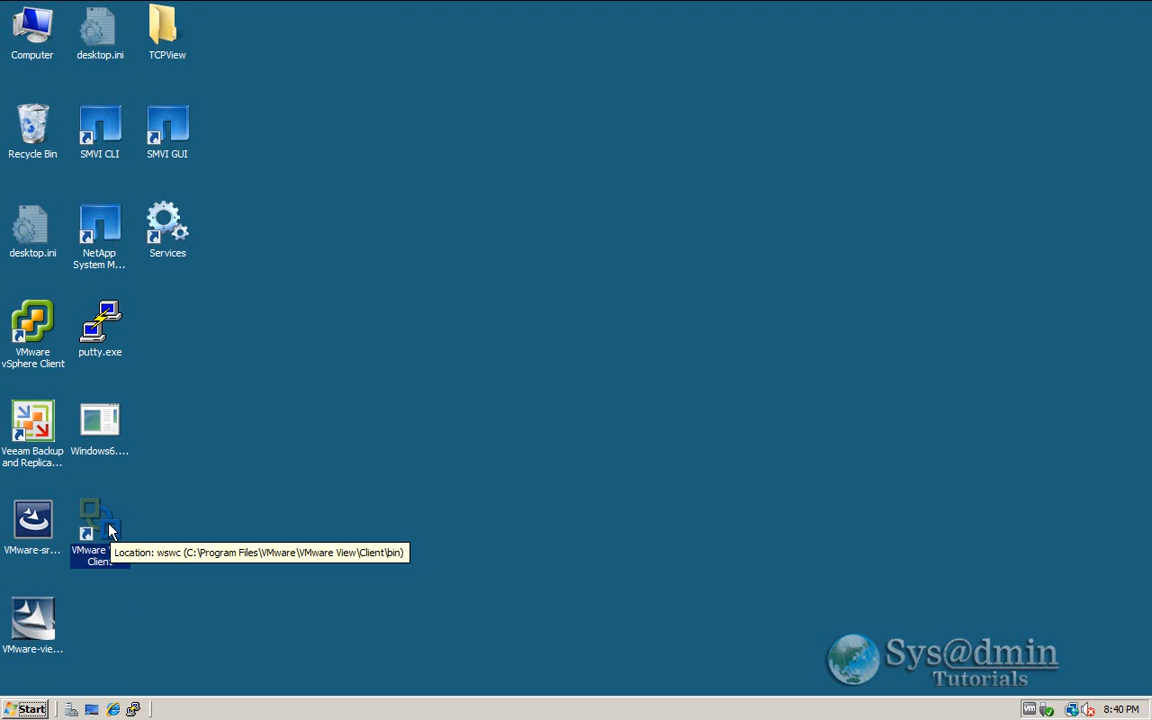 Computer
desktop.ini
TCPView
Recycle Bin
SMVI CLI
SMVI GUI
desktop.ini
NetApp
System M...
Services
VMware
vSphere Client
putty.exe
Veeam Backup
and Replica...
Windows6....
VMware-sr...
VMware
Client
Location: wswc (C:\Program Files\VMware\VMware View\Client\bin)
VMware-vie...
Sys@dmin
Tutorials
Start
vm
8:40 PM